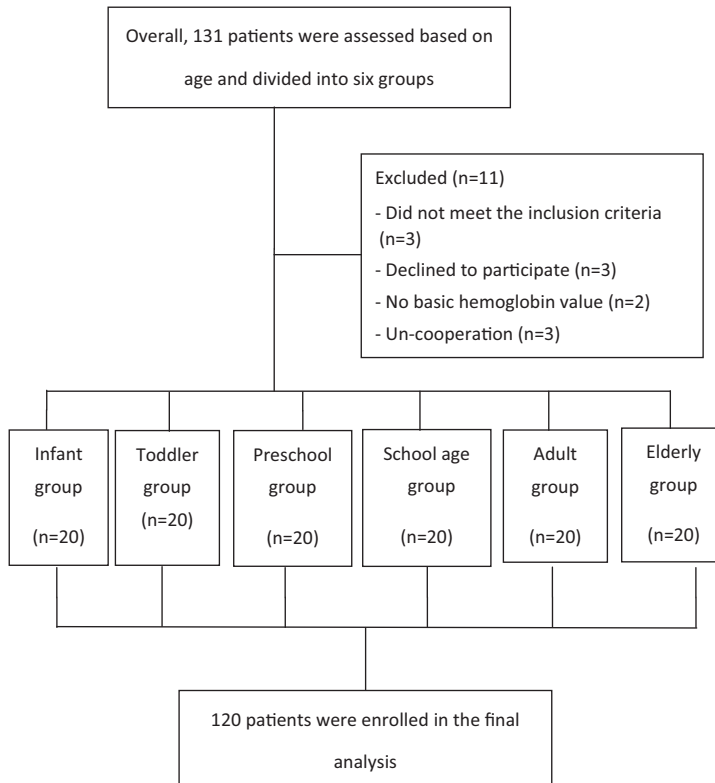 Overall, 131 patients were assessed based on
age and divided into six groups
Excluded (n=11)
- Did not meet the inclusion criteria
(n=3)
- Declined to participate (n=3)
- No basic hemoglobin value (n=2)
- Un-cooperation (n=3)
Infant
group
(n=20)
Toddler
group
(n=20)
Preschool
group
(n=20)
School age
group
(n=20)
Adult
group
(n=20)
Elderly
group
(n=20)
120 patients were enrolled in the final
analysis